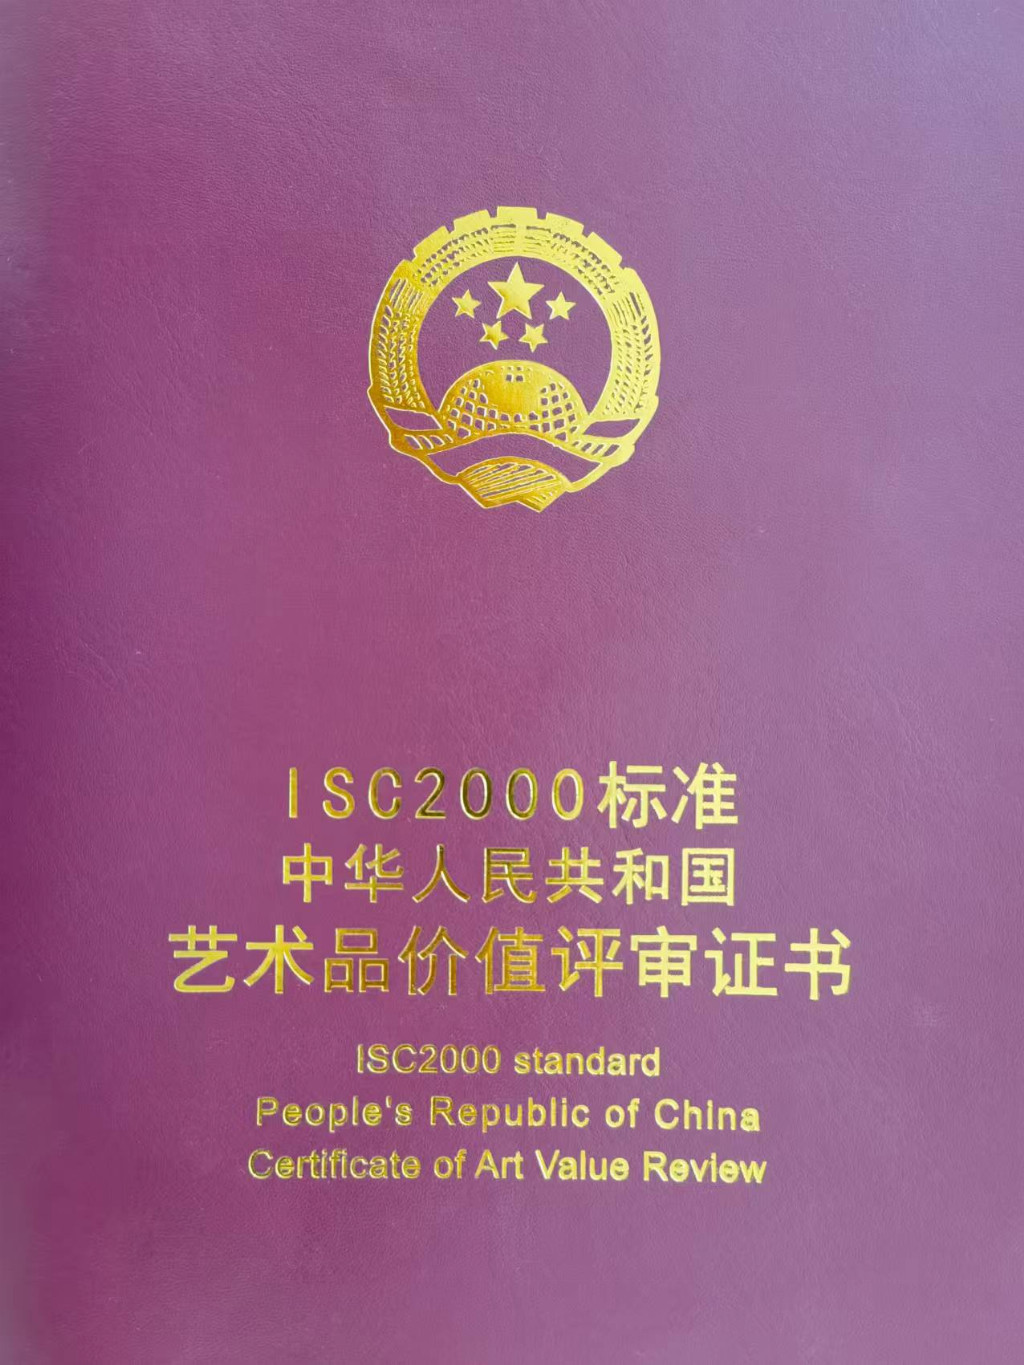 ISC2000标准
中华人民共和国
艺术品价值评审证书
ISC2000 standard
People's Republic of China
Certificate of Art Value Review